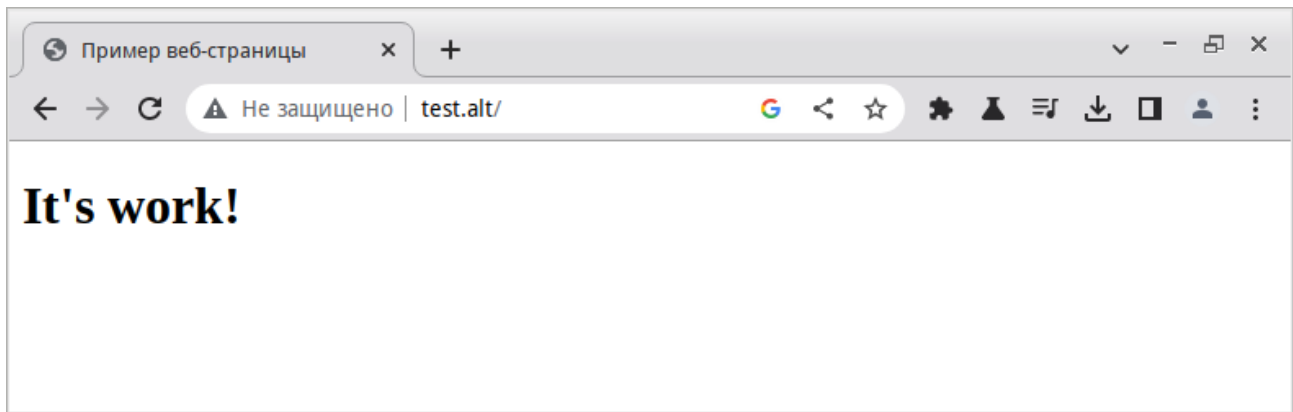 Пример веб-страницы
Не защищено test.alt/
It's work!